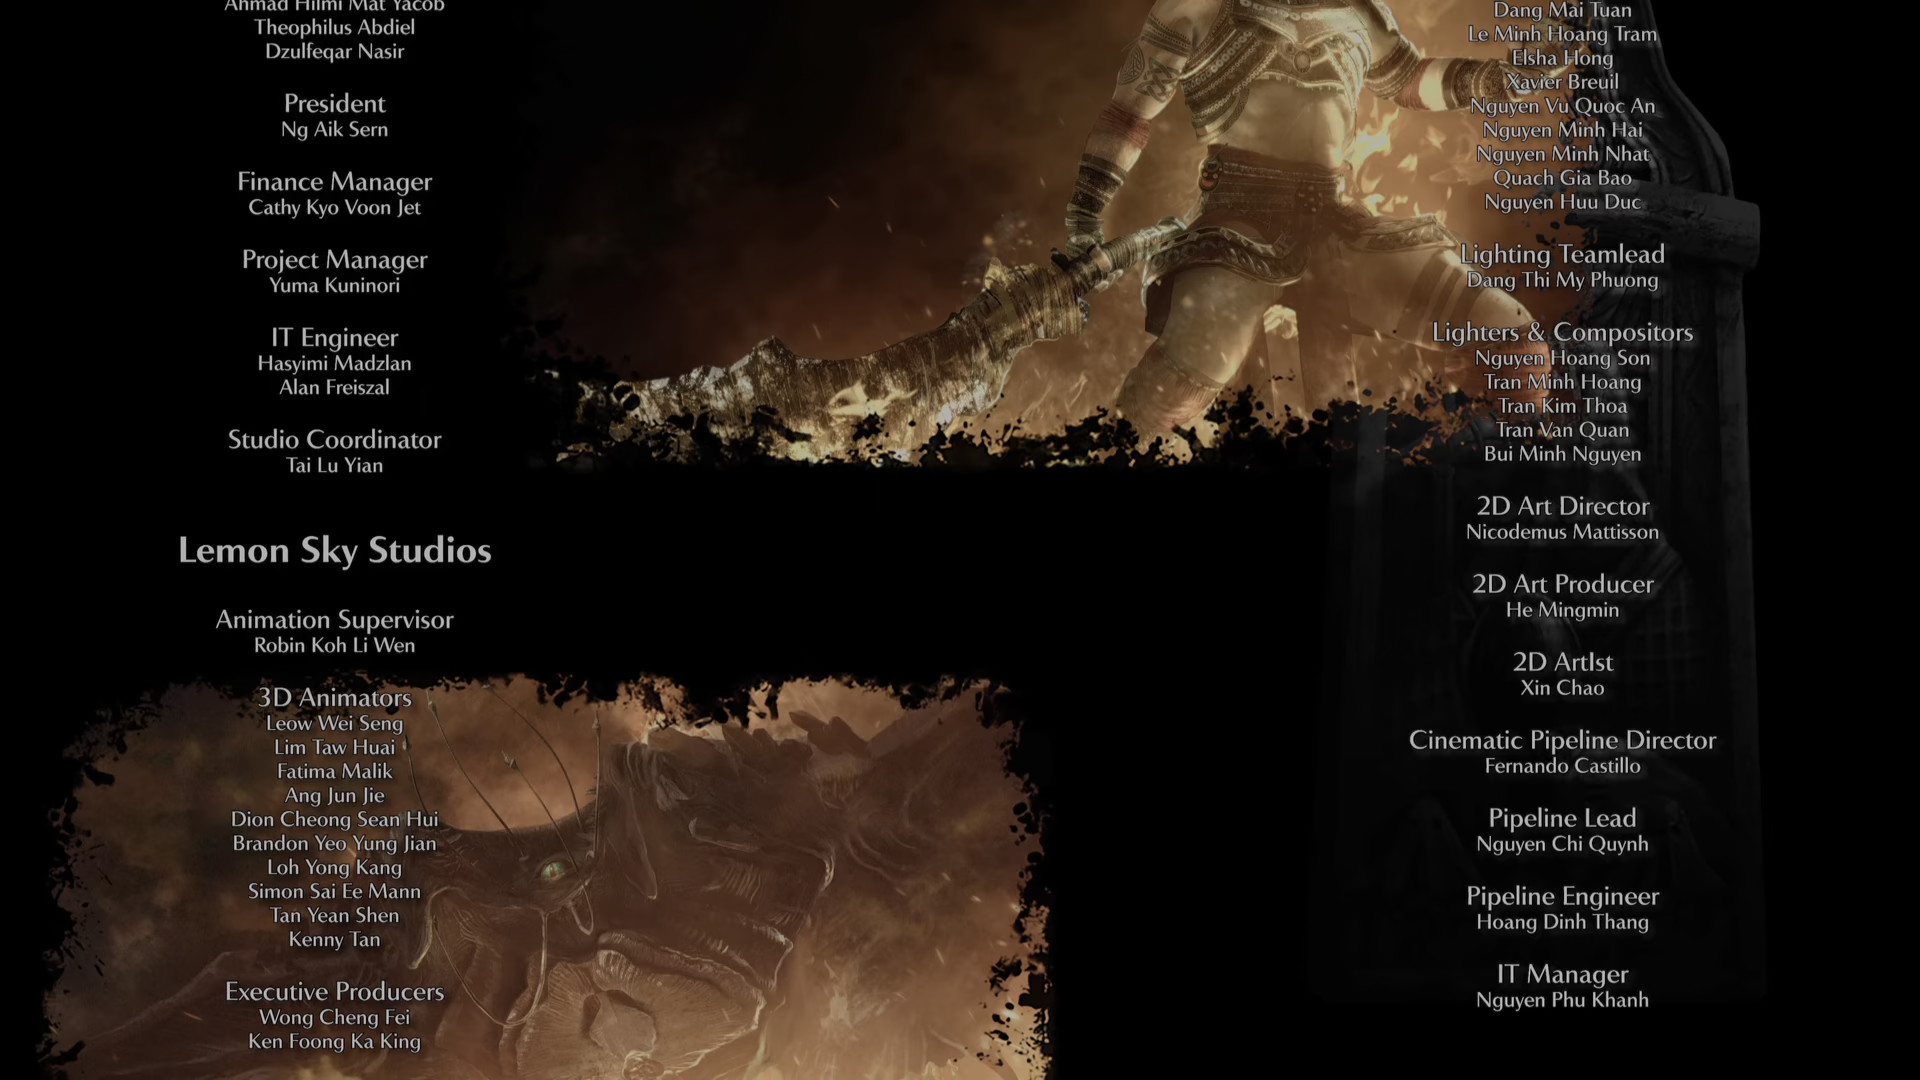 Ahmad Hilmi Mat Yacob
Theophilus Abdiel
Dzulfeqar Nasir
President
Ng Aik Sern
Finance Manager
Cathy Kyo Voon Jet
Project Manager
Yuma Kuninori
IT Engineer
Hasyimi Madzlan
Alan Freiszal
Studio Coordinator
Tai Lu Yian
Lemon Sky Studios
Animation Supervisor
Robin Koh Li Wen
3D Animators
Leow Wei Seng
Lim Taw Huai
Fatima Malik
Ang Jun Jie
Dion Cheong Sean Hui
Brandon Yeo Yung Jian
Loh Yong Kang
Simon Sai Ee Mann
Tan Yean Shen
Kenny Tan
Executive Producers
Wong Cheng Fei
Ken Foong Ka King
Dang Mai Tuan
Le Minh Hoang Tram
Elsha Hong
Xavier Breuil
Nguyen Vu Quoc An
Nguyen Minh Hai
Nguyen Minh Nhat
Quach Gia Bao
Nguyen Huu Duc
Lighting Teamlead
Dang Thi My Phuong
Lighters & Compositors
Nguyen Hoang Son
Tran Minh Hoang
Tran Kim Thoa
Tran Van Quan
Bui Minh Nguyen
2D Art Director
Nicodemus Mattisson
2D Art Producer
He Mingmin
2D ArtIst
Xin Chao
Cinematic Pipeline Director
Fernando Castillo
Pipeline Lead
Nguyen Chi Quynh
Pipeline Engineer
Hoang Dinh Thang
IT Manager
Nguyen Phu Khanh